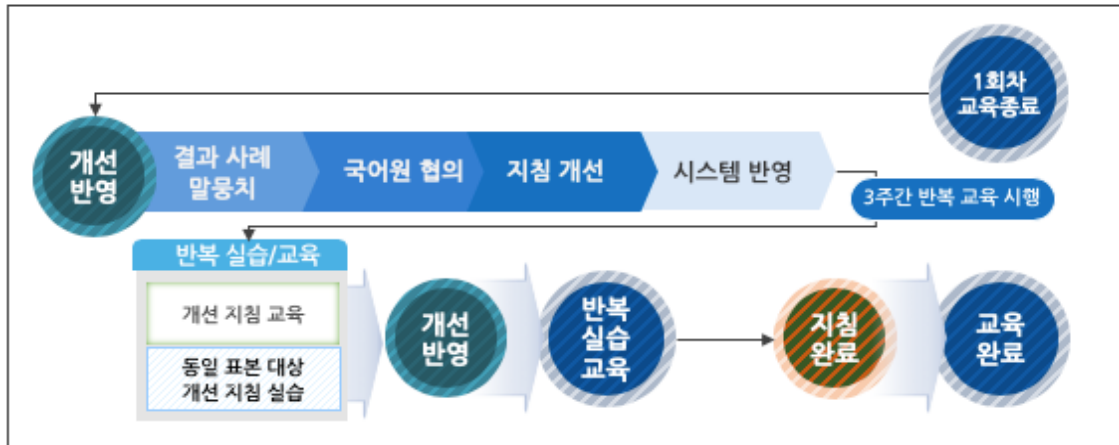 1회차
교육종료
개선
반영
결과 사례
말뭉치
국어원 협의
지침 개선
시스템 반영
3주간 반복 교육 시행
반복 실습/교육
개선 지침 교육
동일 표본 대상
개선 지침 실습
개선
반영
반복
실습
교육
지침
완료
교육
완료